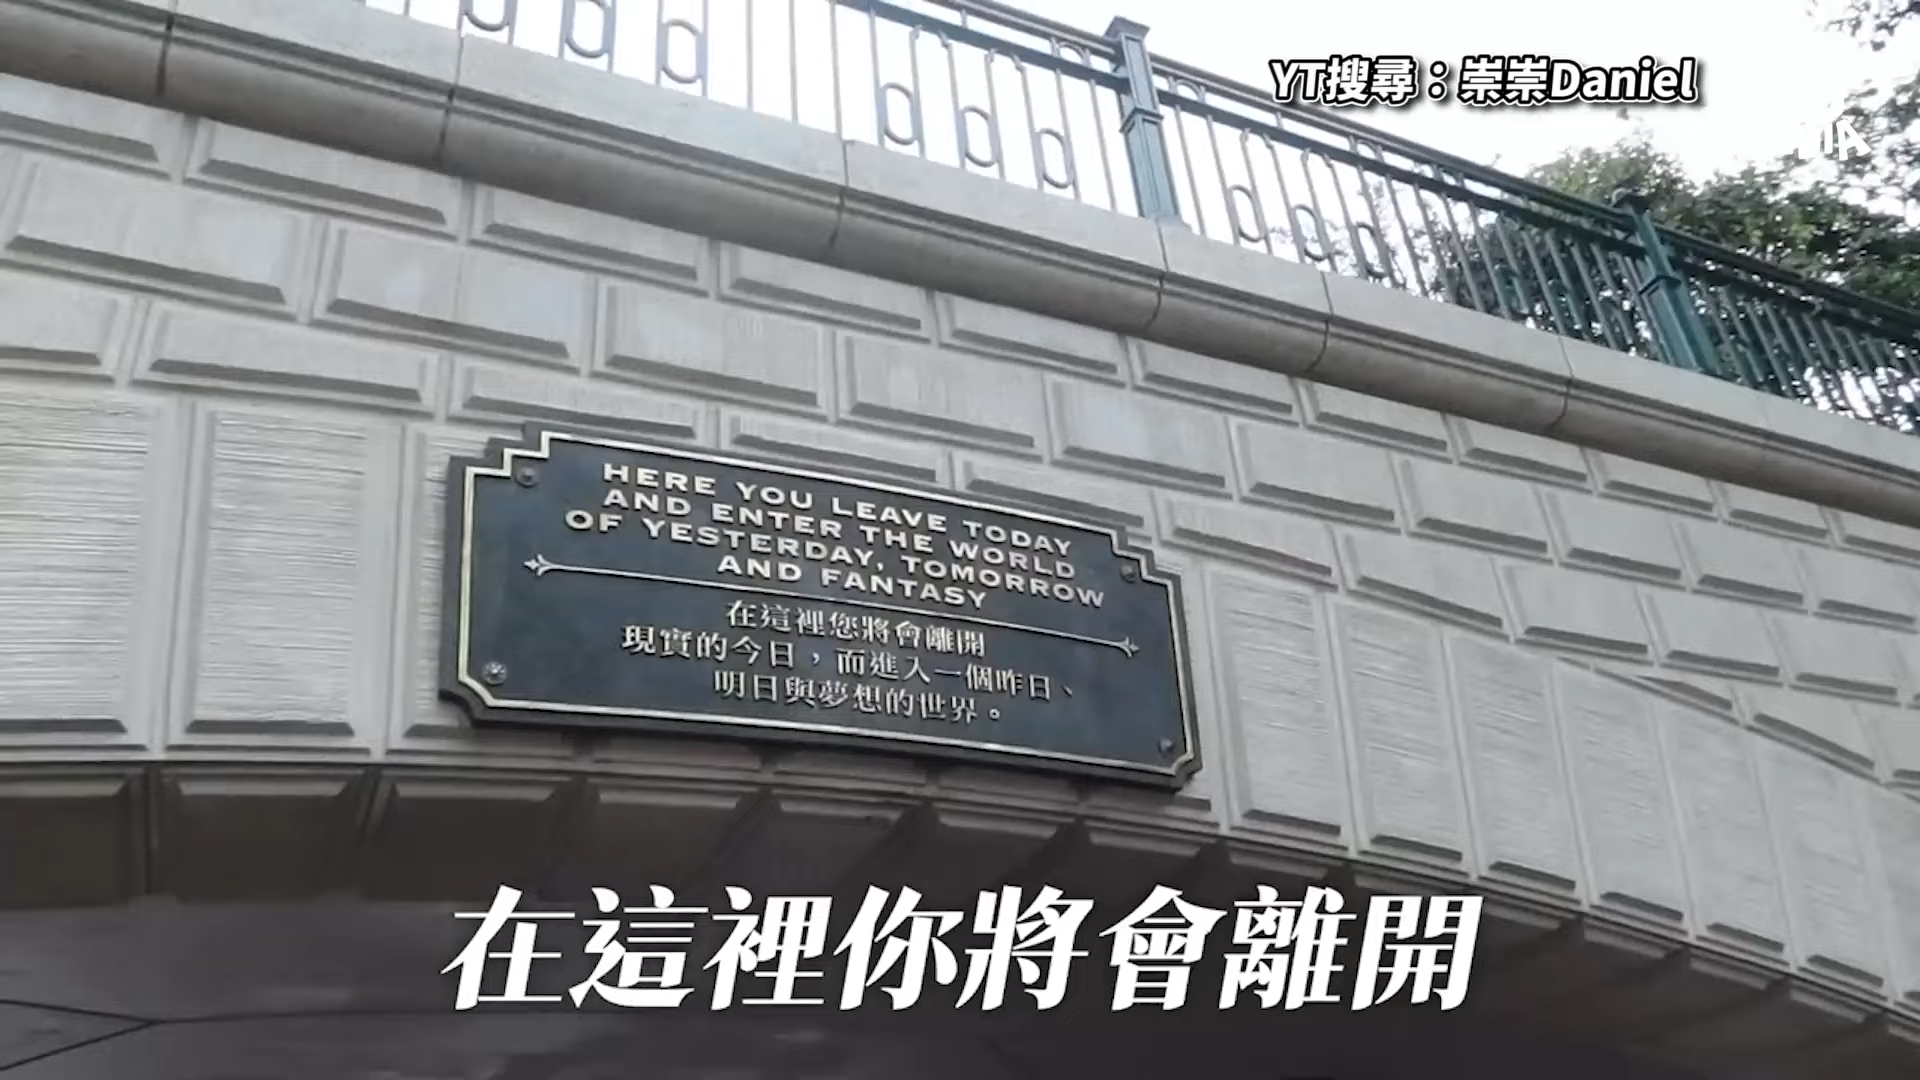 YT搜尋：崇崇Daniel
HERE YOU LEAVE TODAY
AND ENTER THE WORLD
OF YESTERDAY, TOMORROW
AND FANTASY
在這裡您將會離開
現實的今日，而進入一個昨日、
明日與夢想的世界。
在這裡你將會離開